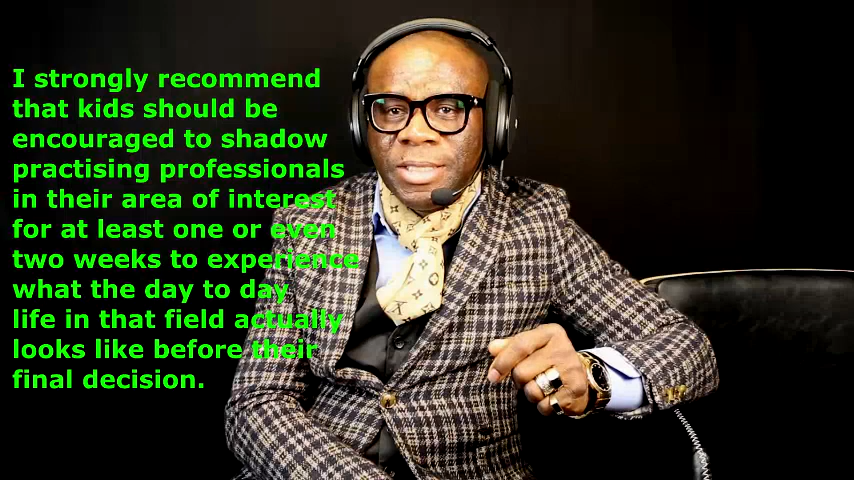 I strongly recommend
that kids should be
encouraged to shadow
practising professionals
in their area of interest
for at least one or even
two weeks to experience
what the day to day
life in that field actually
looks like before their
final decision.